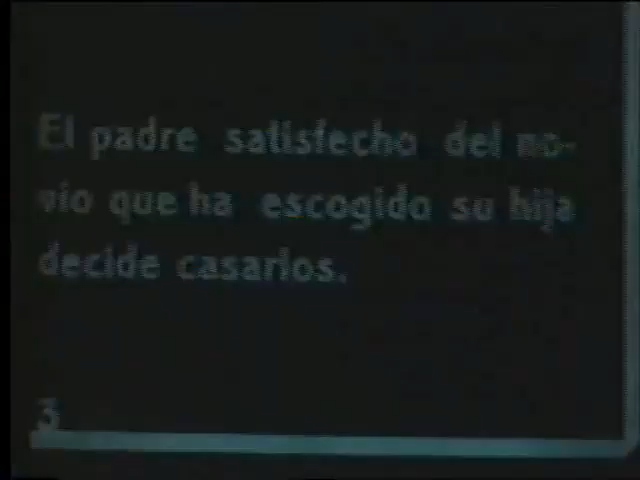 El padre satisfecho del no-
vio que ha escogido su hija
decide casarlos.
3